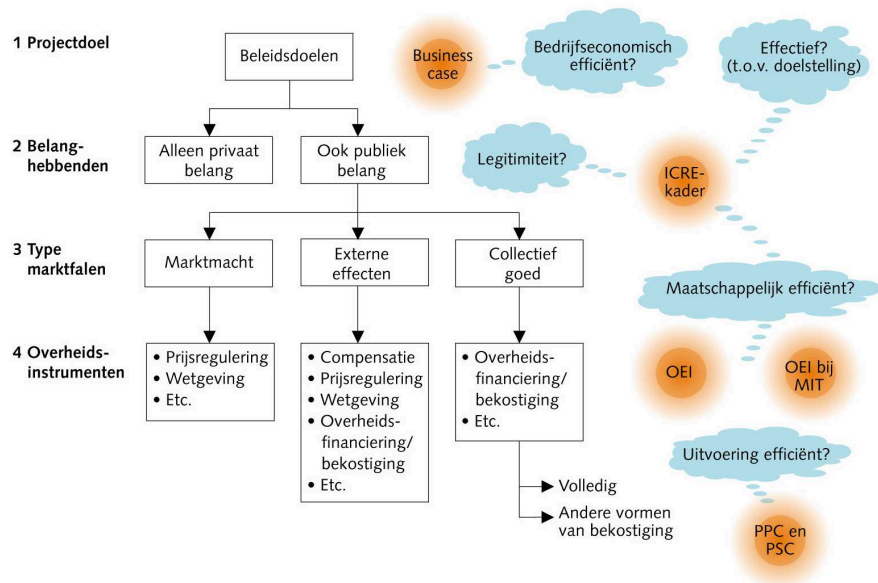 1 Projectdoel
Beleidsdoelen
Business
case
Bedrijfseconomisch
efficiënt?
Effectief?
(t.o.v. doelstelling)
2 Belang-
hebbenden
Alleen privaat
belang
Ook publiek
belang
Legitimiteit?
ICRE-
kader
3 Type
marktfalen
Marktmacht
Externe
effecten
Collectief
goed
Maatschappelijk efficiënt?
4 Overheids-
instrumenten
• Prijsregulering
• Wetgeving
• Etc.
• Compensatie
• Prijsregulering
• Wetgeving
• Overheids-
financiering/
bekostiging
• Etc.
• Overheids-
financiering/
bekostiging
• Etc.
OEI
OEI bij
MIT
Uitvoering efficiënt?
Volledig
Andere vormen
van bekostiging
PPC en
PSC